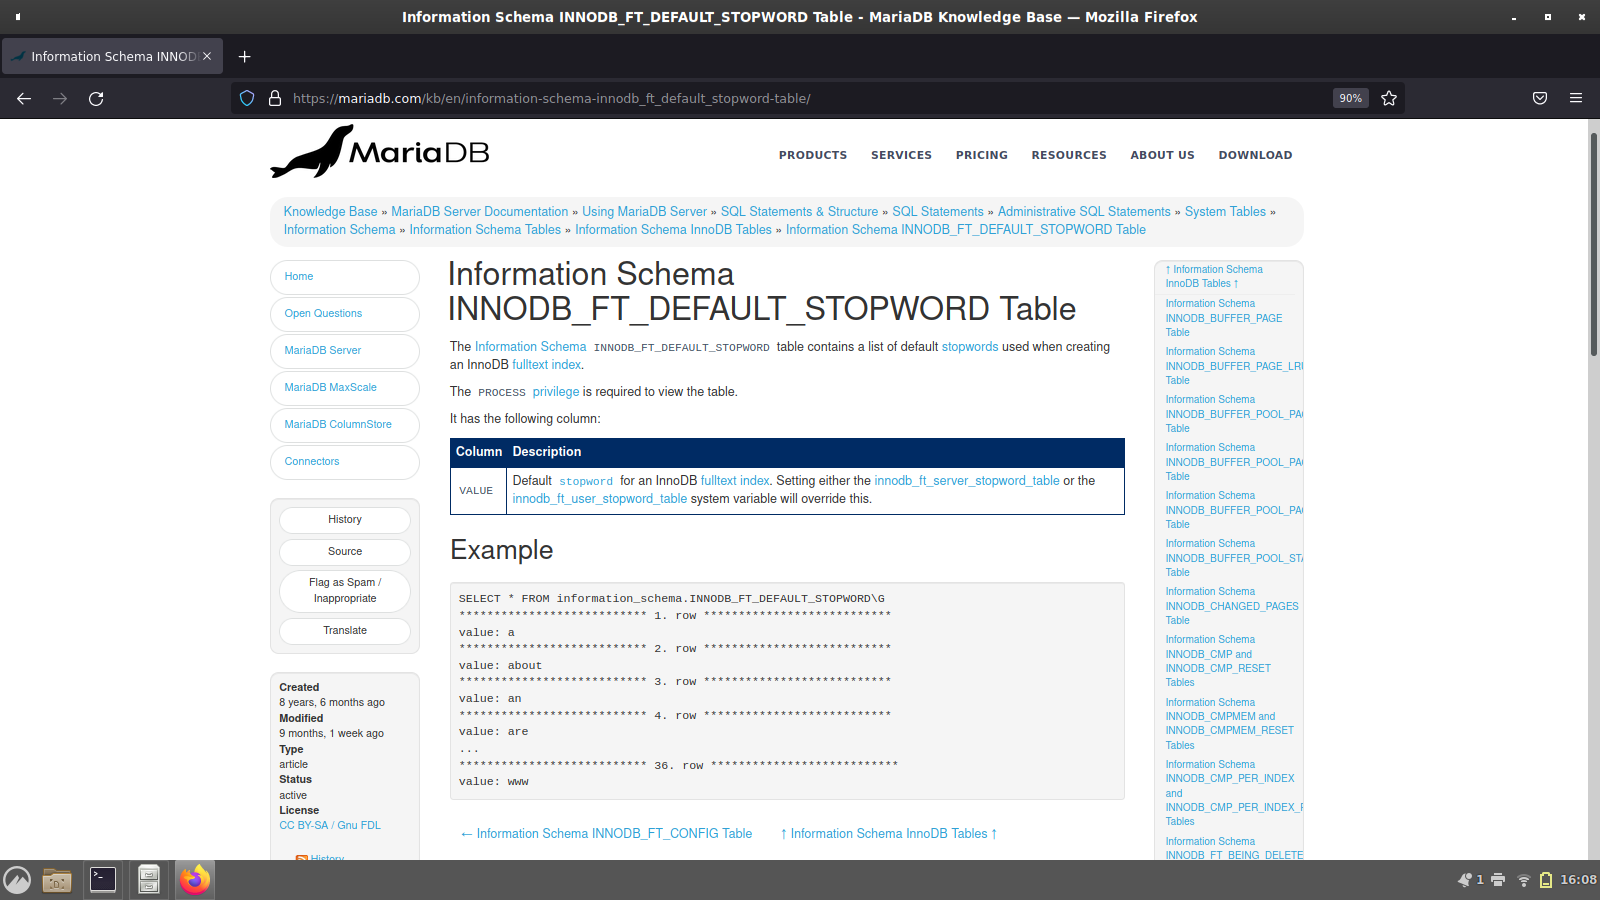 Information Schema INNODB_FT_DEFAULT_STOPWORD Table - MariaDB Knowledge Base — Mozilla Firefox
Information Schema INNOD
https://mariadb.com/kb/en/information-schema-innodb_ft_default_stopword-table/
90%
MariaDB
PRODUCTS SERVICES PRICING RESOURCES ABOUT US DOWNLOAD
Knowledge Base » MariaDB Server Documentation » Using MariaDB Server » SQL Statements & Structure » SQL Statements » Administrative SQL Statements » System Tables »
Information Schema » Information Schema Tables » Information Schema InnoDB Tables » Information Schema INNODB_FT_DEFAULT_STOPWORD Table
Home
Open Questions
MariaDB Server
MariaDB MaxScale
MariaDB ColumnStore
Connectors
History
Source
Flag as Spam /
Inappropriate
Translate
Created
8 years, 6 months ago
Modified
9 months, 1 week ago
Type
article
Status
active
License
CC BY-SA / Gnu FDL
History
Information Schema
INNODB_FT_DEFAULT_STOPWORD Table
The Information Schema INNODB_FT_DEFAULT_STOPWORD table contains a list of default stopwords used when creating
an InnoDB fulltext index.
The PROCESS privilege is required to view the table.
It has the following column:
Column Description
VALUE Default stopword for an InnoDB fulltext index. Setting either the innodb_ft_server_stopword_table or the
innodb_ft_user_stopword_table system variable will override this.
Example
SELECT * FROM information_schema.INNODB_FT_DEFAULT_STOPWORD\G
*************************** 1. row ***************************
value: a
*************************** 2. row ***************************
value: about
*************************** 3. row ***************************
value: an
*************************** 4. row ***************************
value: are
...
*************************** 36. row ***************************
value: www
← Information Schema INNODB_FT_CONFIG Table ↑ Information Schema InnoDB Tables ↑
↑ Information Schema
InnoDB Tables ↑
Information Schema
INNODB_BUFFER_PAGE
Table
Information Schema
INNODB_BUFFER_PAGE_LR
Table
Information Schema
INNODB_BUFFER_POOL_PA
Table
Information Schema
INNODB_BUFFER_POOL_PA
Table
Information Schema
INNODB_BUFFER_POOL_PA
Table
Information Schema
INNODB_BUFFER_POOL_STA
Table
Information Schema
INNODB_CHANGED_PAGES
Table
Information Schema
INNODB_CMP and
INNODB_CMP_RESET
Tables
Information Schema
INNODB_CMPMEM and
INNODB_CMPMEM_RESET
Tables
Information Schema
INNODB_CMP_PER_INDEX
and
INNODB_CMP_PER_INDEX_R
Tables
Information Schema
INNODB_FT_BEING_DELETE
1
16:08